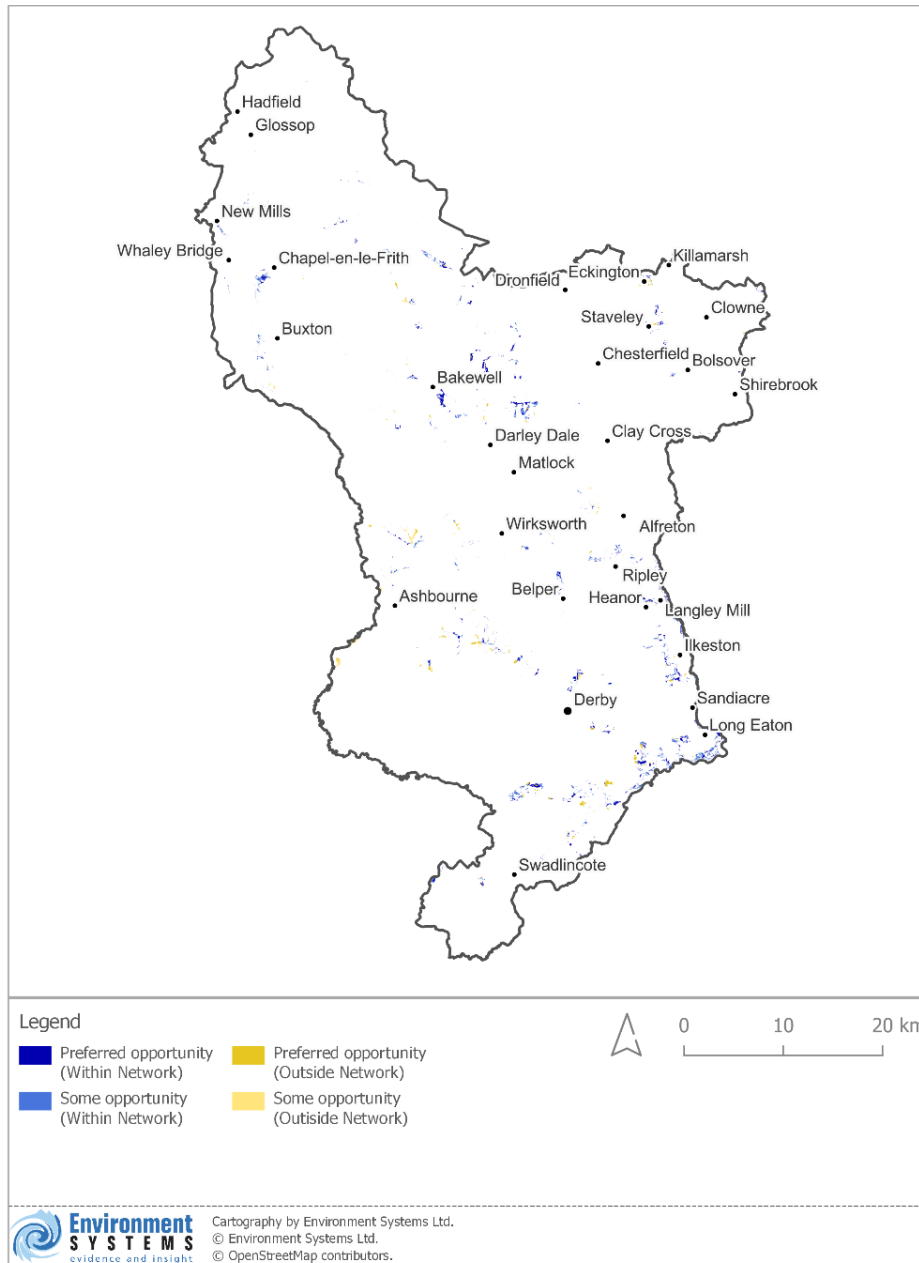 Hadfield
Glossop
New Mills
Whaley Bridge
Chapel-en-le-Frith
Killamarsh
Eckington
Dronfield
Clowne
Staveley
Buxton
Chesterfield
Bolsover
Bakewell
Shirebrook
Darley Dale
Clay Cross
Matlock
Wirksworth
Alfreton
Ripley
Belper
Ashbourne
Heanor
Langley Mill
Ilkeston
Derby
Sandiacre
Long Eaton
Swadlincote
Legend
Preferred opportunity
(Within Network)
Preferred opportunity
(Outside Network)
Some opportunity
(Within Network)
Some opportunity
(Outiside Network)
0 10 20 km
Environment
SYSTEMS
evidence and insight
Cartography by Environment Systems Ltd.
© Environment Systems Ltd.
© OpenStreetMap contributors.